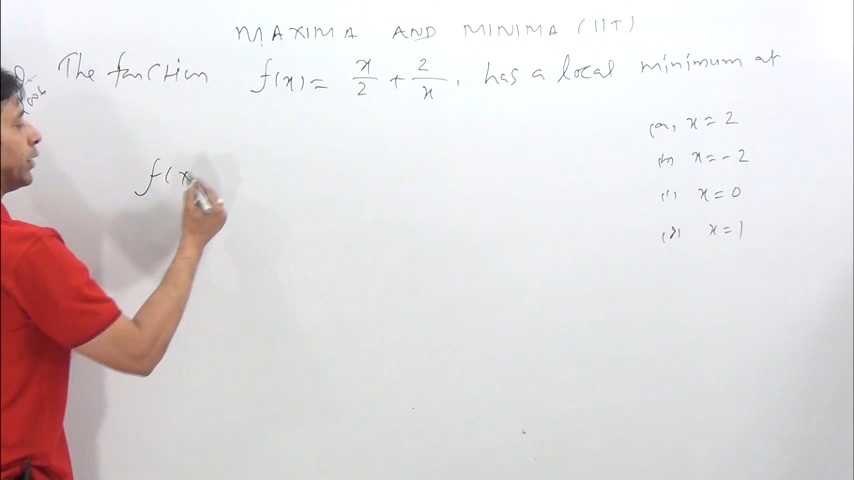 MAXIMA AND MINIMA (IIT)
The function f(x) = x/2 + 2/x, has a local minimum at
(a) x = 2
(b) x = -2
(c) x = 0
(d) x = 1
f(x